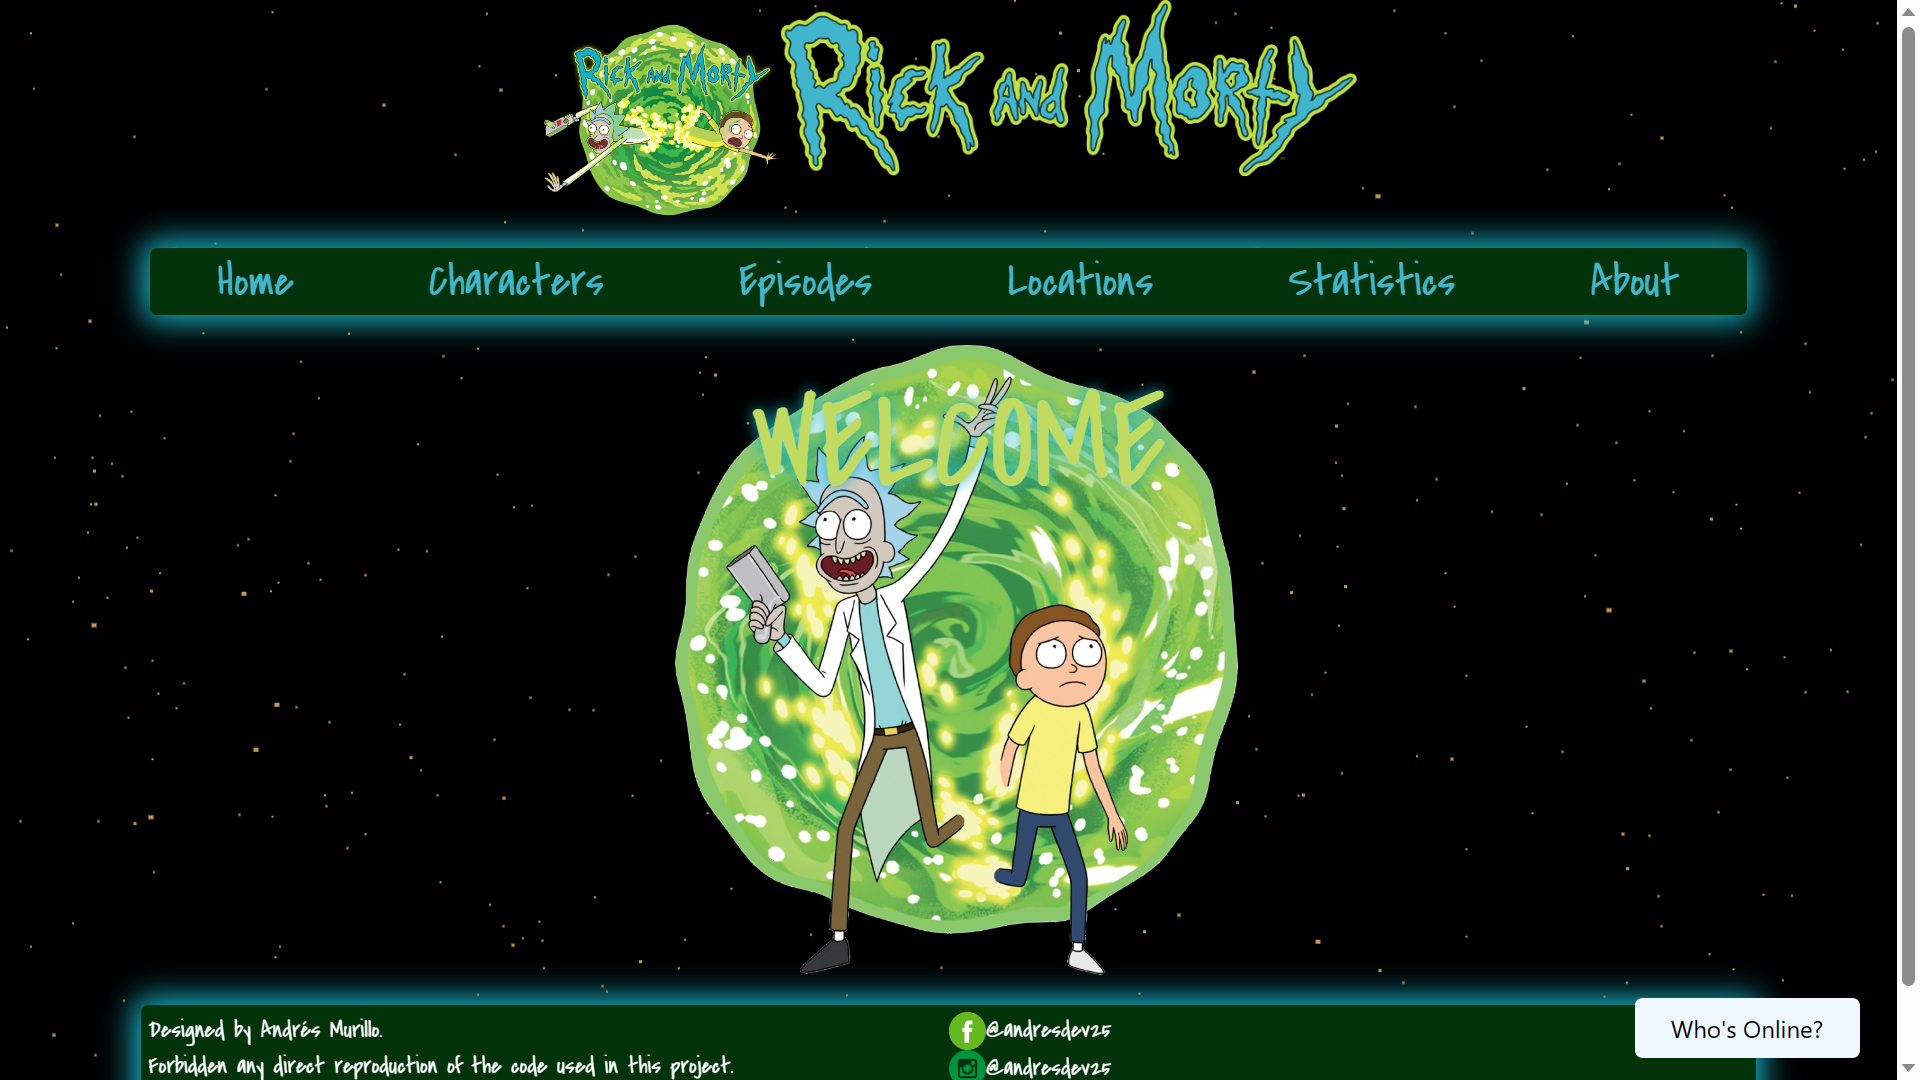 Rick and Morty
Rick and Morty
Home Characters Episodes Locations Statistics About
WELCOME
Designed by Andrés Murillo.
@andresdev25
Forbidden any direct reproduction of the code used in this project.
@andresdev25
Who's Online?